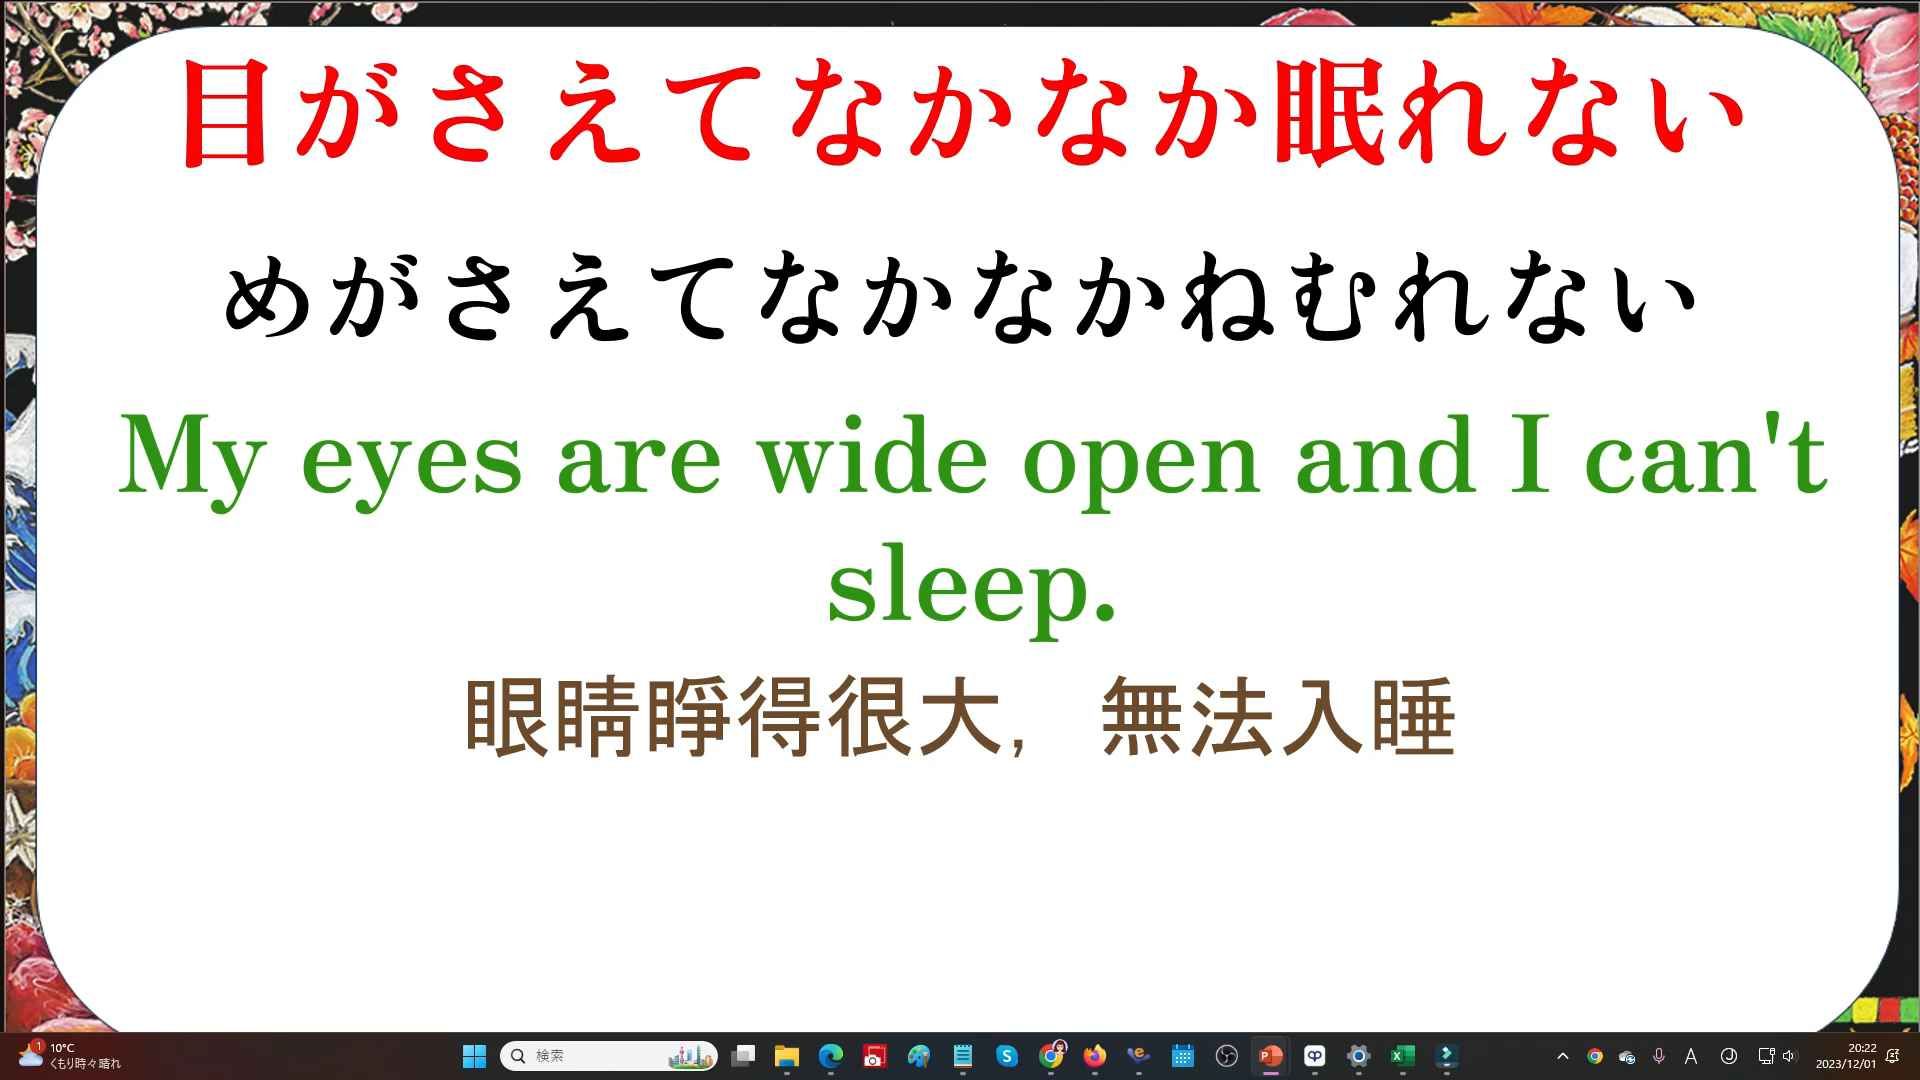 目がさえてなかなか眠れない
めがさえてなかなかねむれない
My eyes are wide open and I can't
sleep.
眼睛睜得很大，無法入睡
1
10°C
くもり時々晴れ
検索
A
20:22
2023/12/01